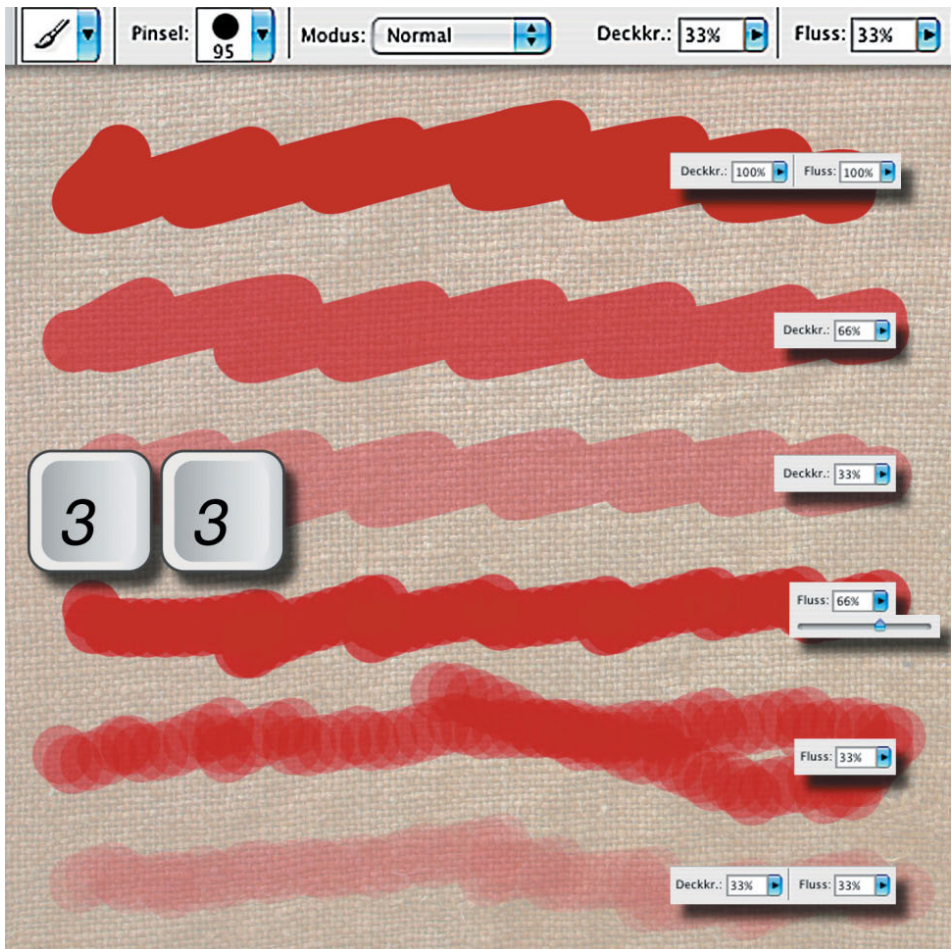 Pinsel: 95 Modus: Normal Deckkr.: 33% Fluss: 33%
Deckkr.: 100% Fluss: 100%
Deckkr.: 66%
Deckkr.: 33%
3 3
Fluss: 66%
Fluss: 33%
Deckkr.: 33% Fluss: 33%